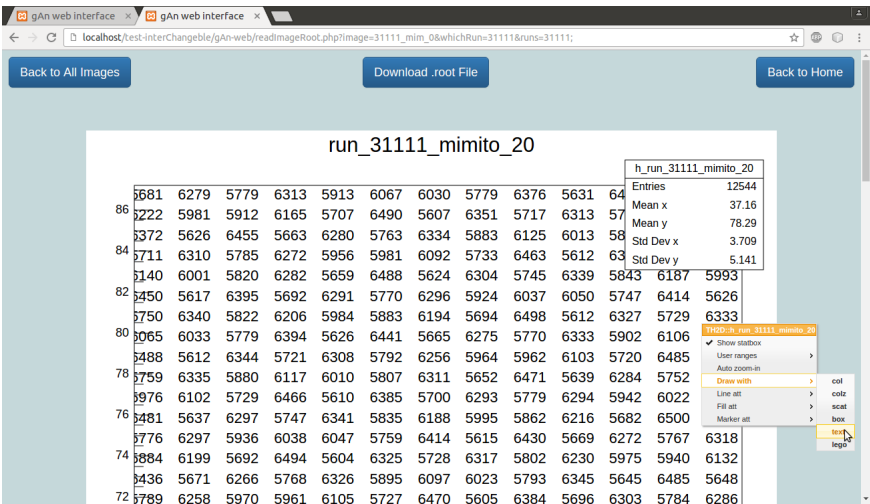 gAn web interface × gAn web interface ×
localhost/test-interChangeble/gAn-web/readImageRoot.php?image=31111_mim_0&whichRun=31111&runs=31111;
Back to All Images Download .root File Back to Home
run_31111_mimito_20
h_run_31111_mimito_20
Entries 12544
Mean x 37.16
Mean y 78.29
Std Dev x 3.709
Std Dev y 5.141
6279 5779 6313 5913 6067 6030 5779 6376 5631
86 5981 5912 6165 5707 6490 5607 6351 5717 6313
5626 6455 5663 6280 5763 6334 5883 6125 6013
84 6310 5785 6272 5956 5981 6092 5733 6463 5612
6001 5820 6282 5659 6488 5624 6304 5745 6339 5843 6187 5993
82 5617 6395 5692 6291 5770 6296 5924 6037 6050 5747 6414 5626
6340 5822 6206 5984 5883 6194 5694 6498 5612 6327 5729 6333
80 6033 5779 6394 5626 6441 5665 6275 5770 6333 5902 6106
5612 6344 5721 6308 5792 6256 5964 5962 6103 5720 6485
78 6335 5880 6117 6010 5807 6311 5652 6471 5639 6284 5752
6102 5729 6466 5610 6385 5700 6293 5779 6294 5942 6022
76 5637 6297 5747 6341 5835 6188 5995 5862 6216 5682 6500
6297 5936 6038 6047 5759 6414 5615 6430 5669 6272 5767 6318
74 6199 5692 6494 5604 6325 5728 6317 5802 6230 5975 5940 6132
5671 6266 5768 6326 5895 6097 6023 5793 6345 5645 6485 5648
72 6258 5970 5961 6105 5727 6470 5605 6384 5696 6303 5784 6286
TH2D::h_run_31111_mimito_20
Show statbox
User ranges
Auto zoom-in
Draw with
Line att
Fill att
Marker att
col
colz
scat
box
text
lego